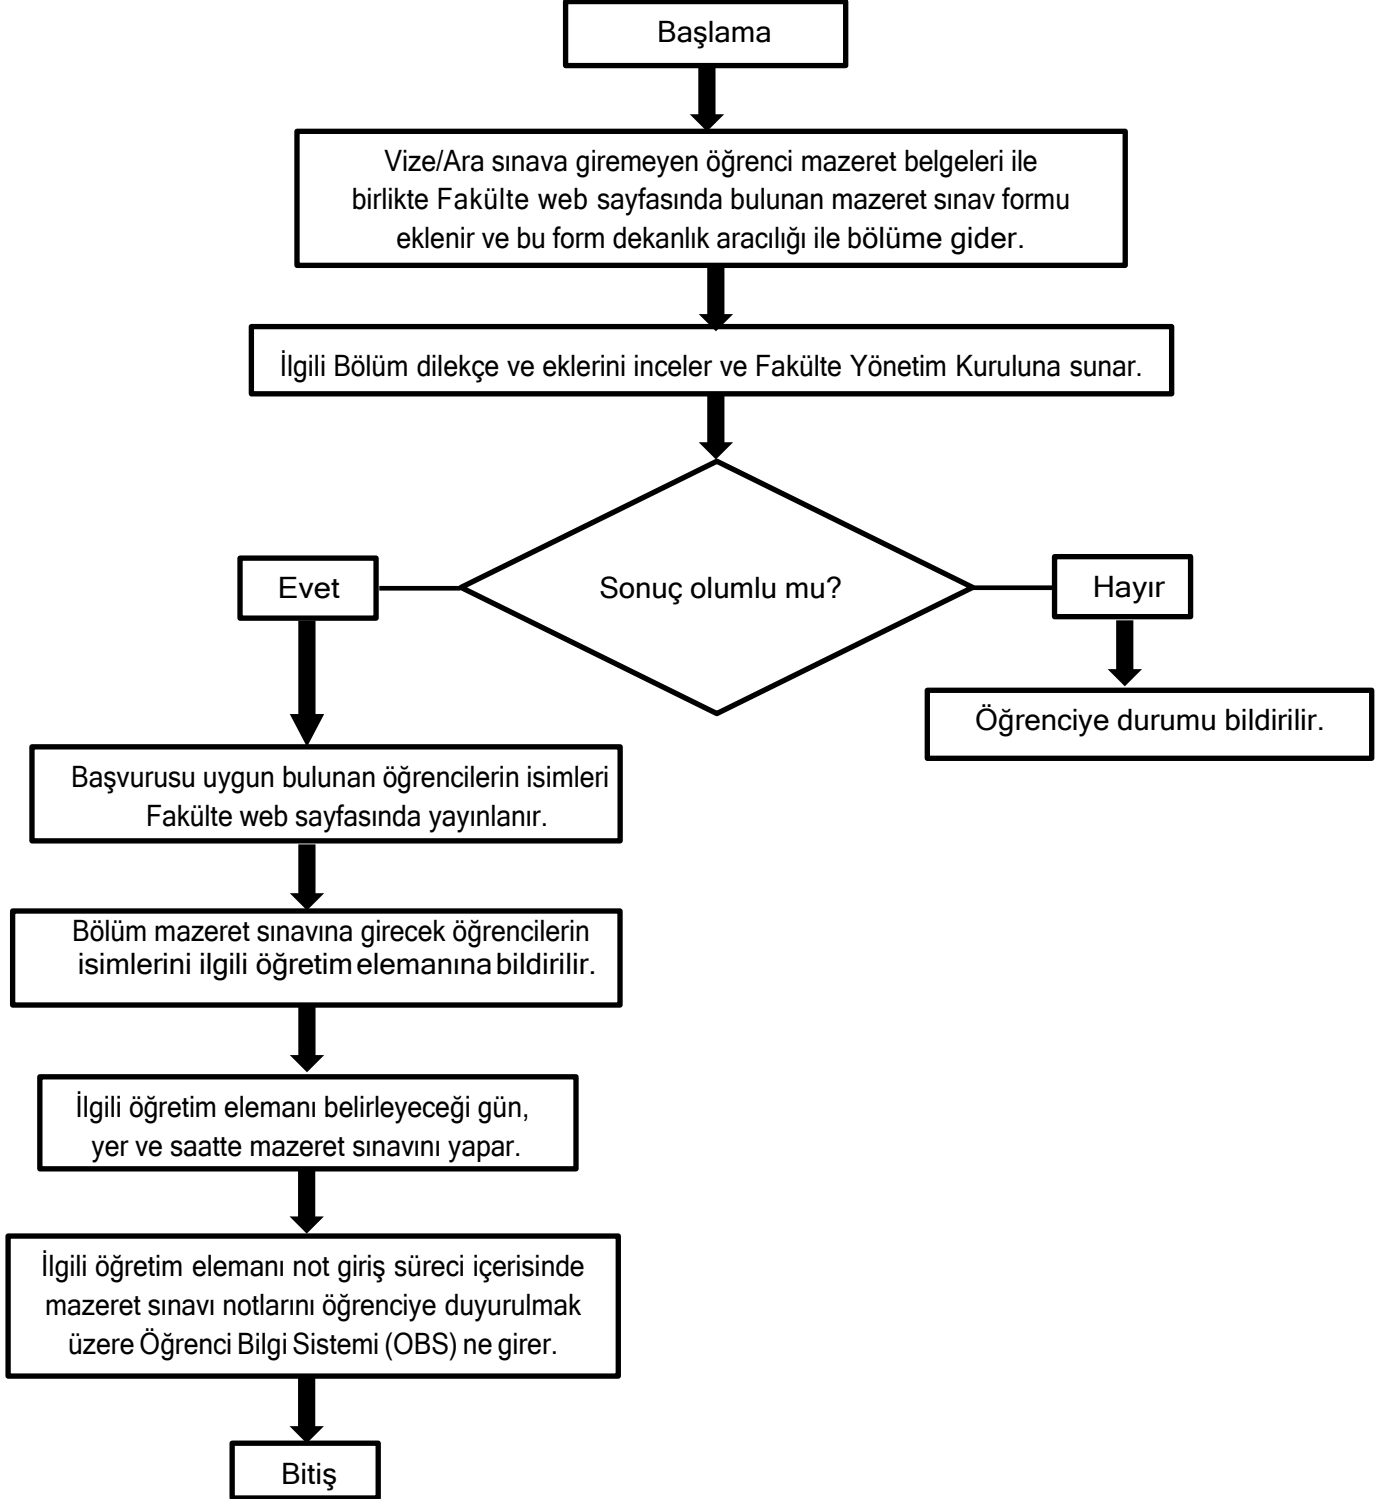 Başlama
Vize/Ara sınava giremeyen öğrenci mazeret belgeleri ile
birlikte Fakülte web sayfasında bulunan mazeret sınav formu
eklenir ve bu form dekanlık aracılığı ile bölüme gider.
İlgili Bölüm dilekçe ve eklerini inceler ve Fakülte Yönetim Kuruluna sunar.
Sonuç olumlu mu?
Evet
Hayır
Öğrenciye durumu bildirilir.
Başvurusu uygun bulunan öğrencilerin isimleri
Fakülte web sayfasında yayınlanır.
Bölüm mazeret sınavına girecek öğrencilerin
isimlerini ilgili öğretim elemanına bildirilir.
İlgili öğretim elemanı belirleyeceği gün,
yer ve saatte mazeret sınavını yapar.
İlgili öğretim elemanı not giriş süreci içerisinde
mazeret sınavı notlarını öğrenciye duyurulmak
üzere Öğrenci Bilgi Sistemi (OBS) ne girer.
Bitiş